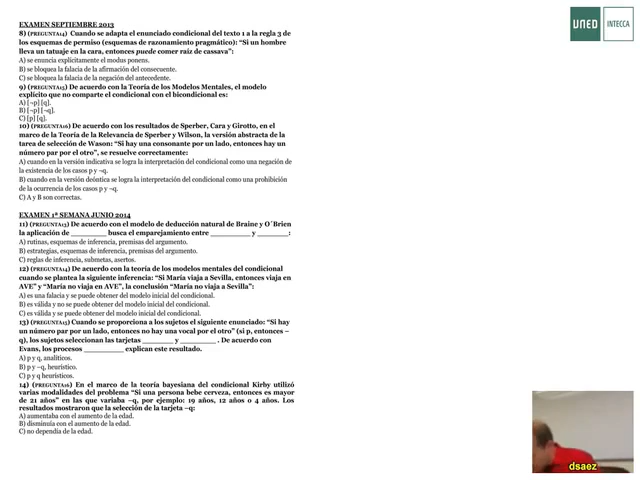 EXAMEN SEPTIEMBRE 2013
8) (PREGUNTA14) Cuando se adapta el enunciado condicional del texto 1 a la regla 3 de
los esquemas de permiso (esquemas de razonamiento pragmático): “Si un hombre
lleva un tatuaje en la cara, entonces puede comer raíz de cassava”:
A) se enuncia explícitamente el modus ponens.
B) se bloquea la falacia de la afirmación del consecuente.
C) se bloquea la falacia de la negación del antecedente.
9) (PREGUNTA15) De acuerdo con la Teoría de los Modelos Mentales, el modelo
explícito que no comparte el condicional con el bicondicional es:
A) [¬p] [q].
B) [¬p] [¬q].
C) [p] [q].
10) (PREGUNTA16) De acuerdo con los resultados de Sperber, Cara y Girotto, en el
marco de la Teoría de la Relevancia de Sperber y Wilson, la versión abstracta de la
tarea de selección de Wason: “Si hay una consonante por un lado, entonces hay un
número par por el otro”, se resuelve correctamente:
A) cuando en la versión indicativa se logra la interpretación del condicional como una negación de
la existencia de los casos p y ¬q.
B) cuando en la versión deóntica se logra la interpretación del condicional como una prohibición
de la ocurrencia de los casos p y ¬q.
C) A y B son correctas.
EXAMEN 1ª SEMANA JUNIO 2014
11) (PREGUNTA13) De acuerdo con el modelo de deducción natural de Braine y O´Brien
la aplicación de ________ busca el emparejamiento entre _________ y _______:
A) rutinas, esquemas de inferencia, premisas del argumento.
B) estrategias, esquemas de inferencia, premisas del argumento.
C) reglas de inferencia, submetas, asertos.
12) (PREGUNTA14) De acuerdo con la teoría de los modelos mentales del condicional
cuando se plantea la siguiente inferencia: “Si María viaja a Sevilla, entonces viaja en
AVE” y “María no viaja en AVE”, la conclusión “María no viaja a Sevilla”:
A) es una falacia y se puede obtener del modelo inicial del condicional.
B) es válida y no se puede obtener del modelo inicial del condicional.
C) es válida y se puede obtener del modelo inicial del condicional.
13) (PREGUNTA15) Cuando se proporciona a los sujetos el siguiente enunciado: “Si hay
un número par por un lado, entonces no hay una vocal por el otro” (si p, entonces –
q), los sujetos seleccionan las tarjetas _______ y _______ . De acuerdo con
Evans, los procesos _________ explican este resultado.
A) p y q, analíticos.
B) p y –q, heurístico.
C) p y q heurísticos.
14) (PREGUNTA16) En el marco de la teoría bayesiana del condicional Kirby utilizó
varias modalidades del problema “Si una persona bebe cerveza, entonces es mayor
de 21 años” en las que variaba –q, por ejemplo: 19 años, 12 años o 4 años. Los
resultados mostraron que la selección de la tarjeta –q:
A) aumentaba con el aumento de la edad.
B) disminuía con el aumento de la edad.
C) no dependía de la edad.
UNED INTECCA
dsaez